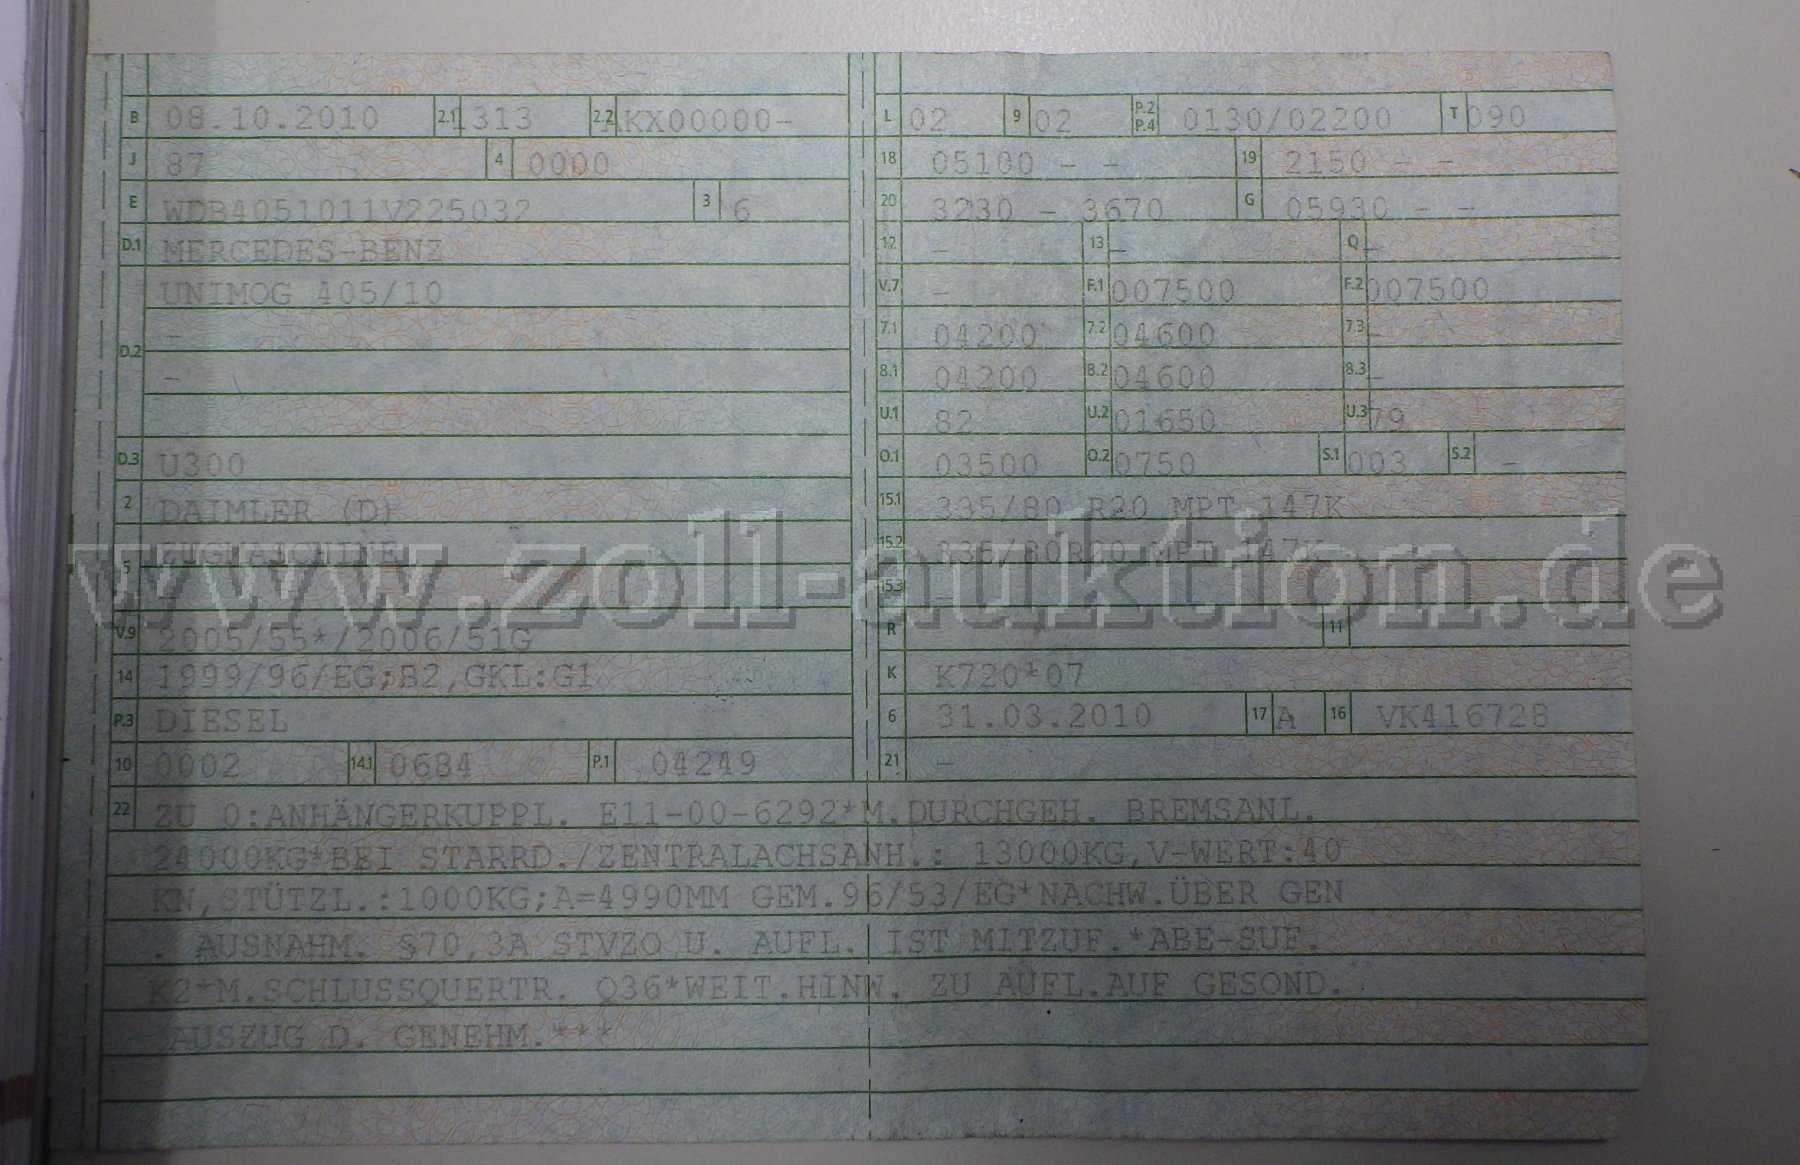 B 08.10.2010 2.1 1313 2.2 AKX00000-
J 87 4 0000
E WDB4051011V225032 3 6
D.1 MERCEDES-BENZ
UNIMOG 405/10
D.2 -
-
D.3 U300
2 DAIMLER (D)
ZUGMASCHINE
5
V.9 2005/55*/2006/51G
14 1999/96/EG;B2,GKL:G1
P.3 DIESEL
10 0002 14.1 0684 P.1 04249
L 02 9 02 P.2 P.4 0130/02200 T 090
18 05100 - - 19 2150 - -
20 3230 - 3670 G 05930 - -
12 - 13 - Q -
V.7 - F.1 007500 F.2 007500
7.1 04200 7.2 04600 7.3 -
8.1 04200 8.2 04600 8.3 -
U.1 82 U.2 01650 U.3 79
O.1 03500 O.2 0750 S.1 003 S.2 -
15.1 335/80 R20 MPT 147K
15.2 335/80R20 MPT 147K
15.3 -
R 11
K K720*07
6 31.03.2010 17 A 16 VK416728
21 -
22 ZU O:ANHÄNGERKUPPL. E11-00-6292*M.DURCHGEH. BREMSANL.
24000KG*BEI STARRD./ZENTRALACHSANH.: 13000KG,V-WERT:40
KN,STÜTZL.:1000KG;A=4990MM GEM.96/53/EG*NACHW.ÜBER GEN
. AUSNAHM. §70,3A STVZO U. AUFL. IST MITZUF.*ABE-SUF.
K2*M.SCHLUSSQUERTR. Q36*WEIT.HINW. ZU AUFL.AUF GESOND.
AUSZUG D. GENEHM.***
www.zoll-auktion.de